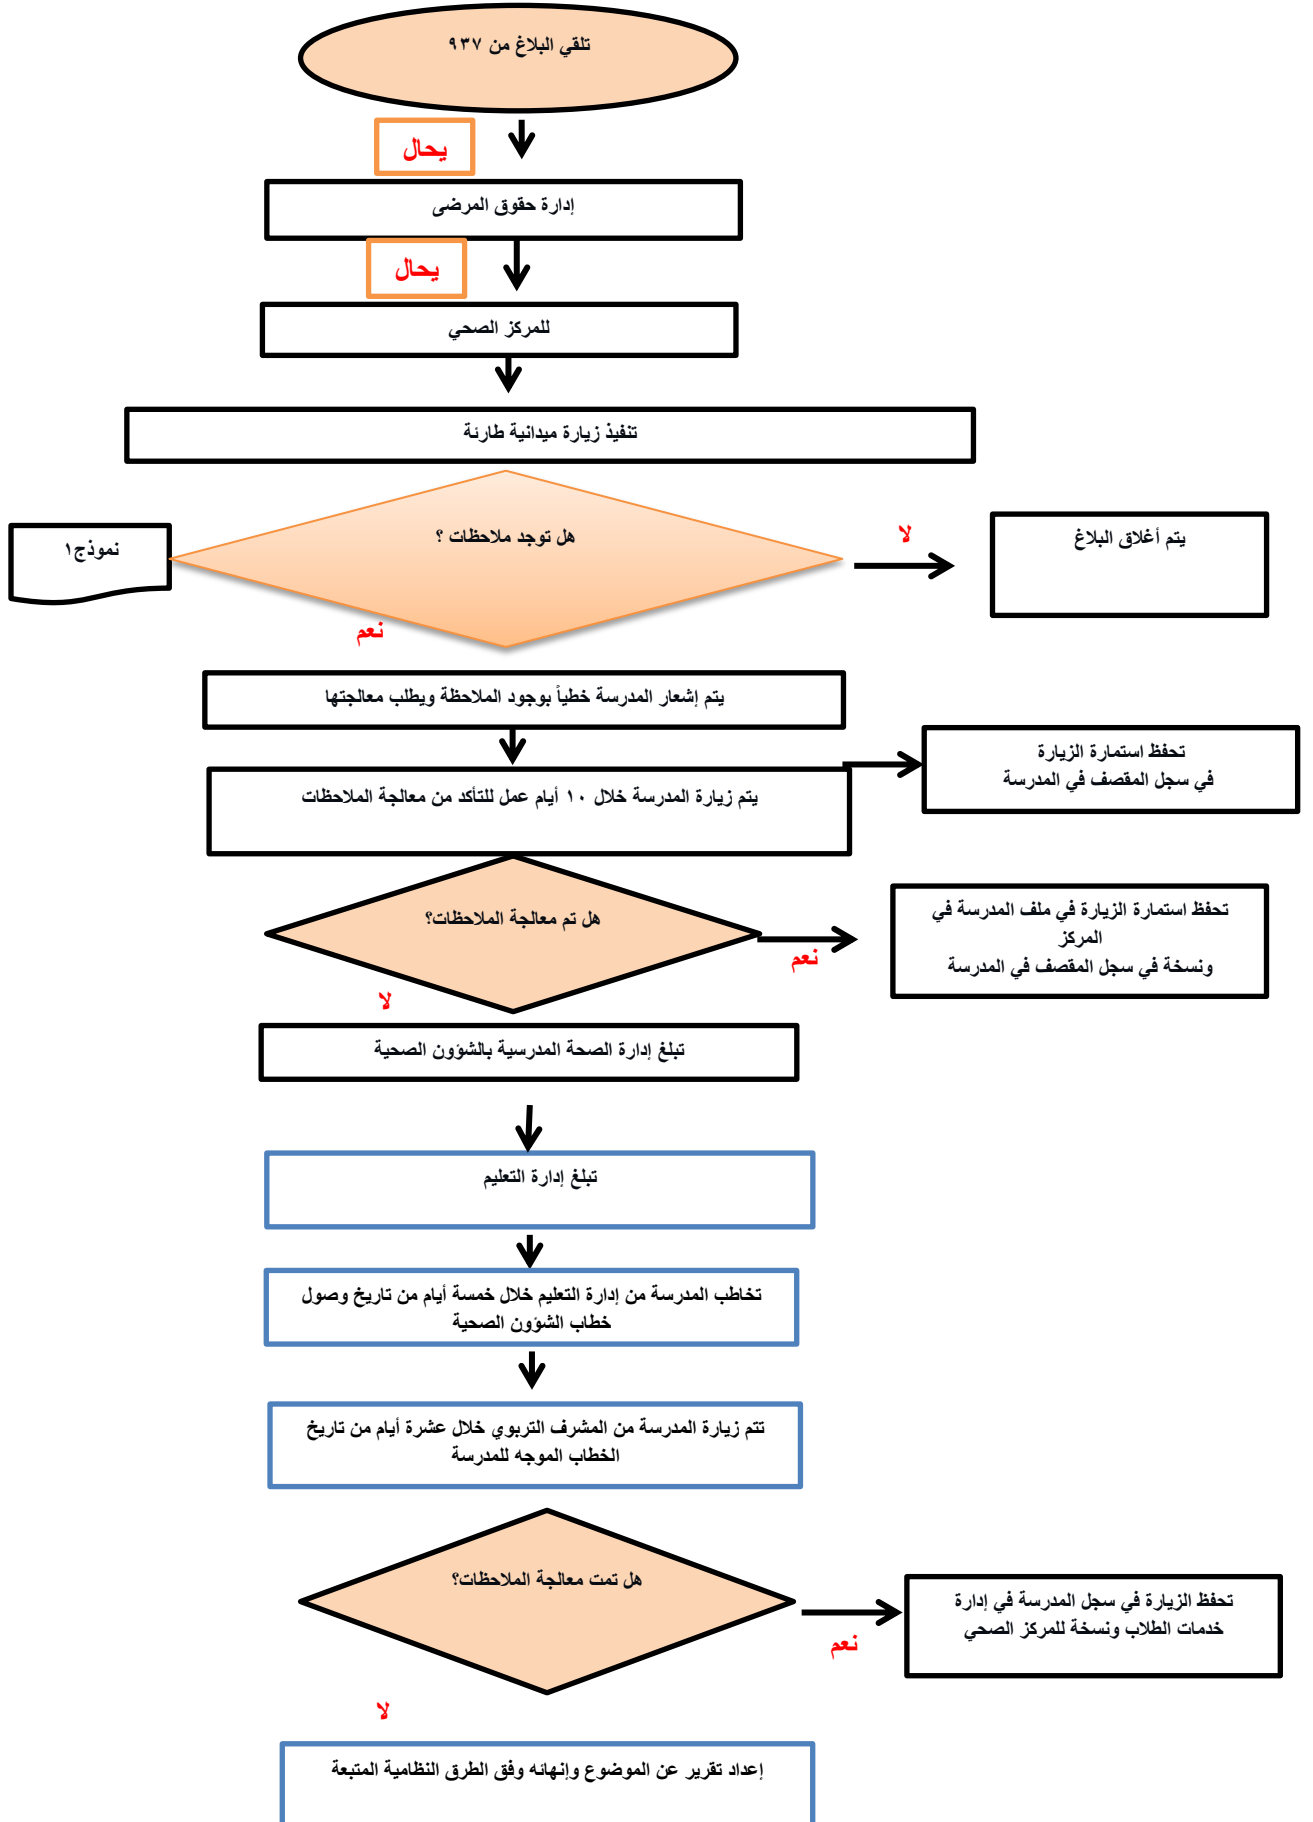 تلقي البلاغ من ٩٣٧
يحال
إدارة حقوق المرضى
يحال
للمركز الصحي
تنفيذ زيارة ميدانية طارئة
هل توجد ملاحظات ؟
لا
يتم أغلاق البلاغ
نموذج١
نعم
يتم إشعار المدرسة خطياً بوجود الملاحظة ويطلب معالجتها
تحفظ استمارة الزيارة
في سجل المقصف في المدرسة
يتم زيارة المدرسة خلال ١٠ أيام عمل للتأكد من معالجة الملاحظات
هل تم معالجة الملاحظات؟
نعم
تحفظ استمارة الزيارة في ملف المدرسة في
المركز
ونسخة في سجل المقصف في المدرسة
لا
تبلغ إدارة الصحة المدرسية بالشؤون الصحية
تبلغ إدارة التعليم
تخاطب المدرسة من إدارة التعليم خلال خمسة أيام من تاريخ وصول
خطاب الشؤون الصحية
تتم زيارة المدرسة من المشرف التربوي خلال عشرة أيام من تاريخ
الخطاب الموجه للمدرسة
هل تمت معالجة الملاحظات؟
نعم
تحفظ الزيارة في سجل المدرسة في إدارة
خدمات الطلاب ونسخة للمركز الصحي
لا
إعداد تقرير عن الموضوع وإنهائه وفق الطرق النظامية المتبعة